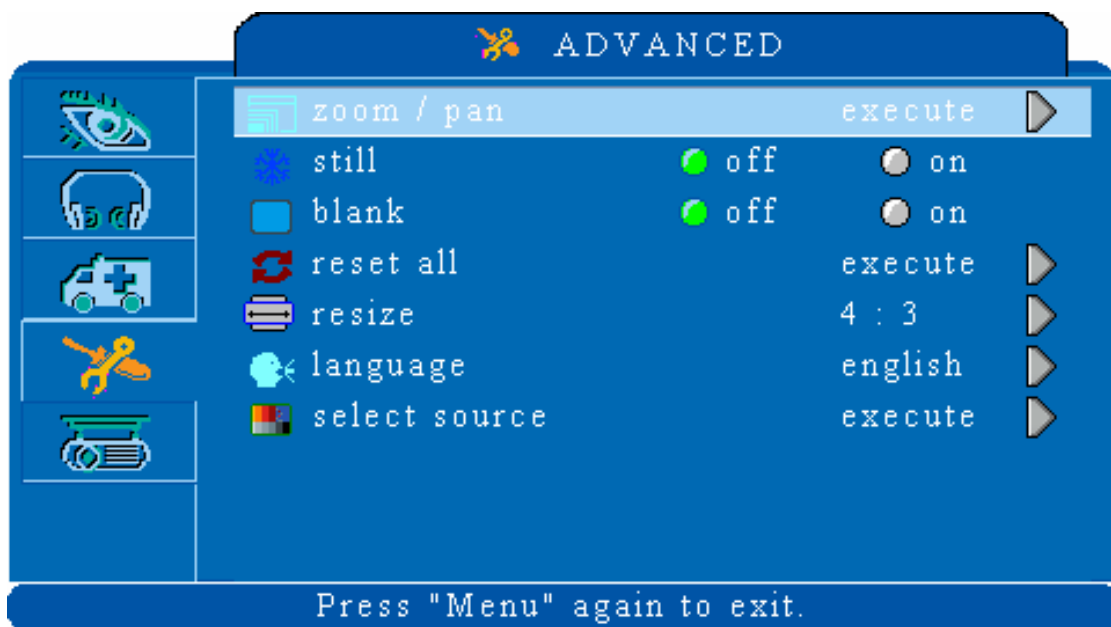 ADVANCED
zoom / pan execute
still off on
blank off on
reset all execute
resize 4 : 3
language english
select source execute
Press "Menu" again to exit.